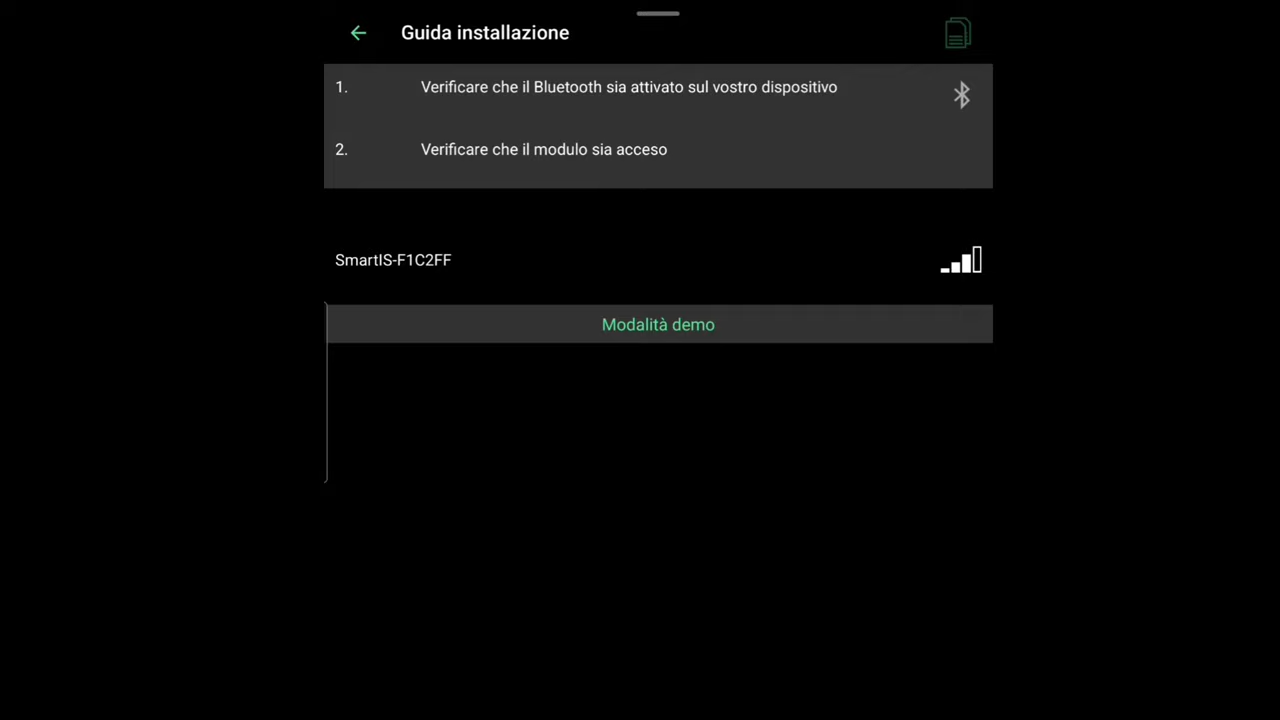 Guida installazione
1. Verificare che il Bluetooth sia attivato sul vostro dispositivo
2. Verificare che il modulo sia acceso
SmartIS-F1C2FF
Modalità demo